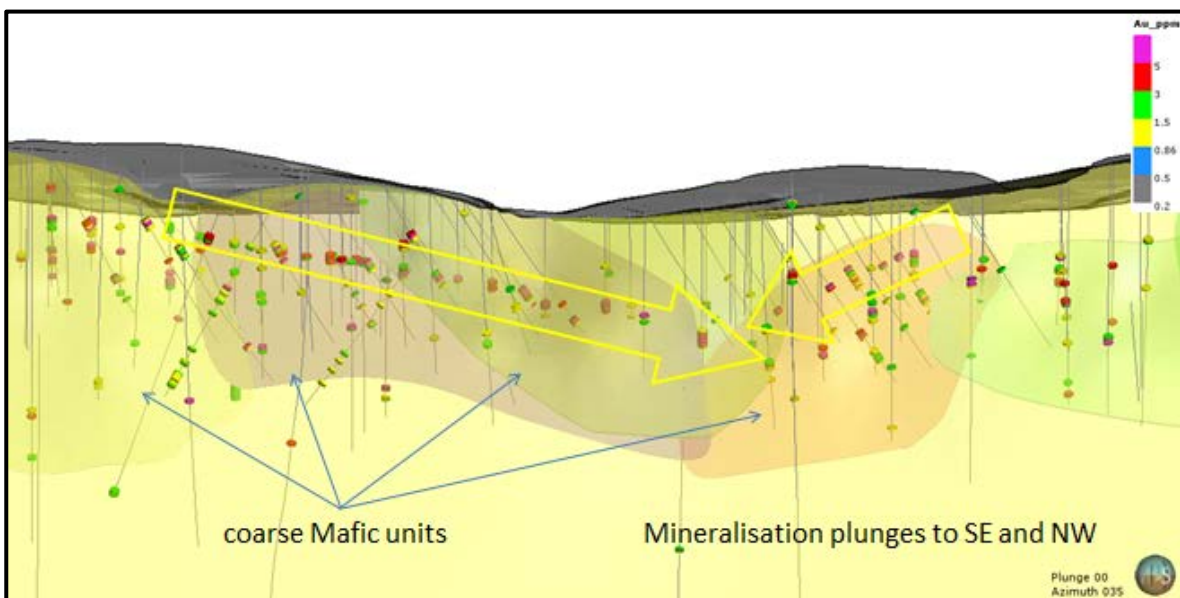 Au_ppm
5
3
1.5
0.86
0.5
0.2
coarse Mafic units
Mineralisation plunges to SE and NW
Plunge 00
Azimuth 035